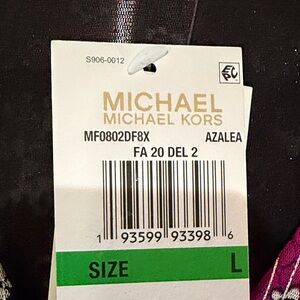 S906-0012
MICHAEL
MICHAEL KORS
MF0802DF8X AZALEA
FA 20 DEL 2
1 93599 93398 6
SIZE L